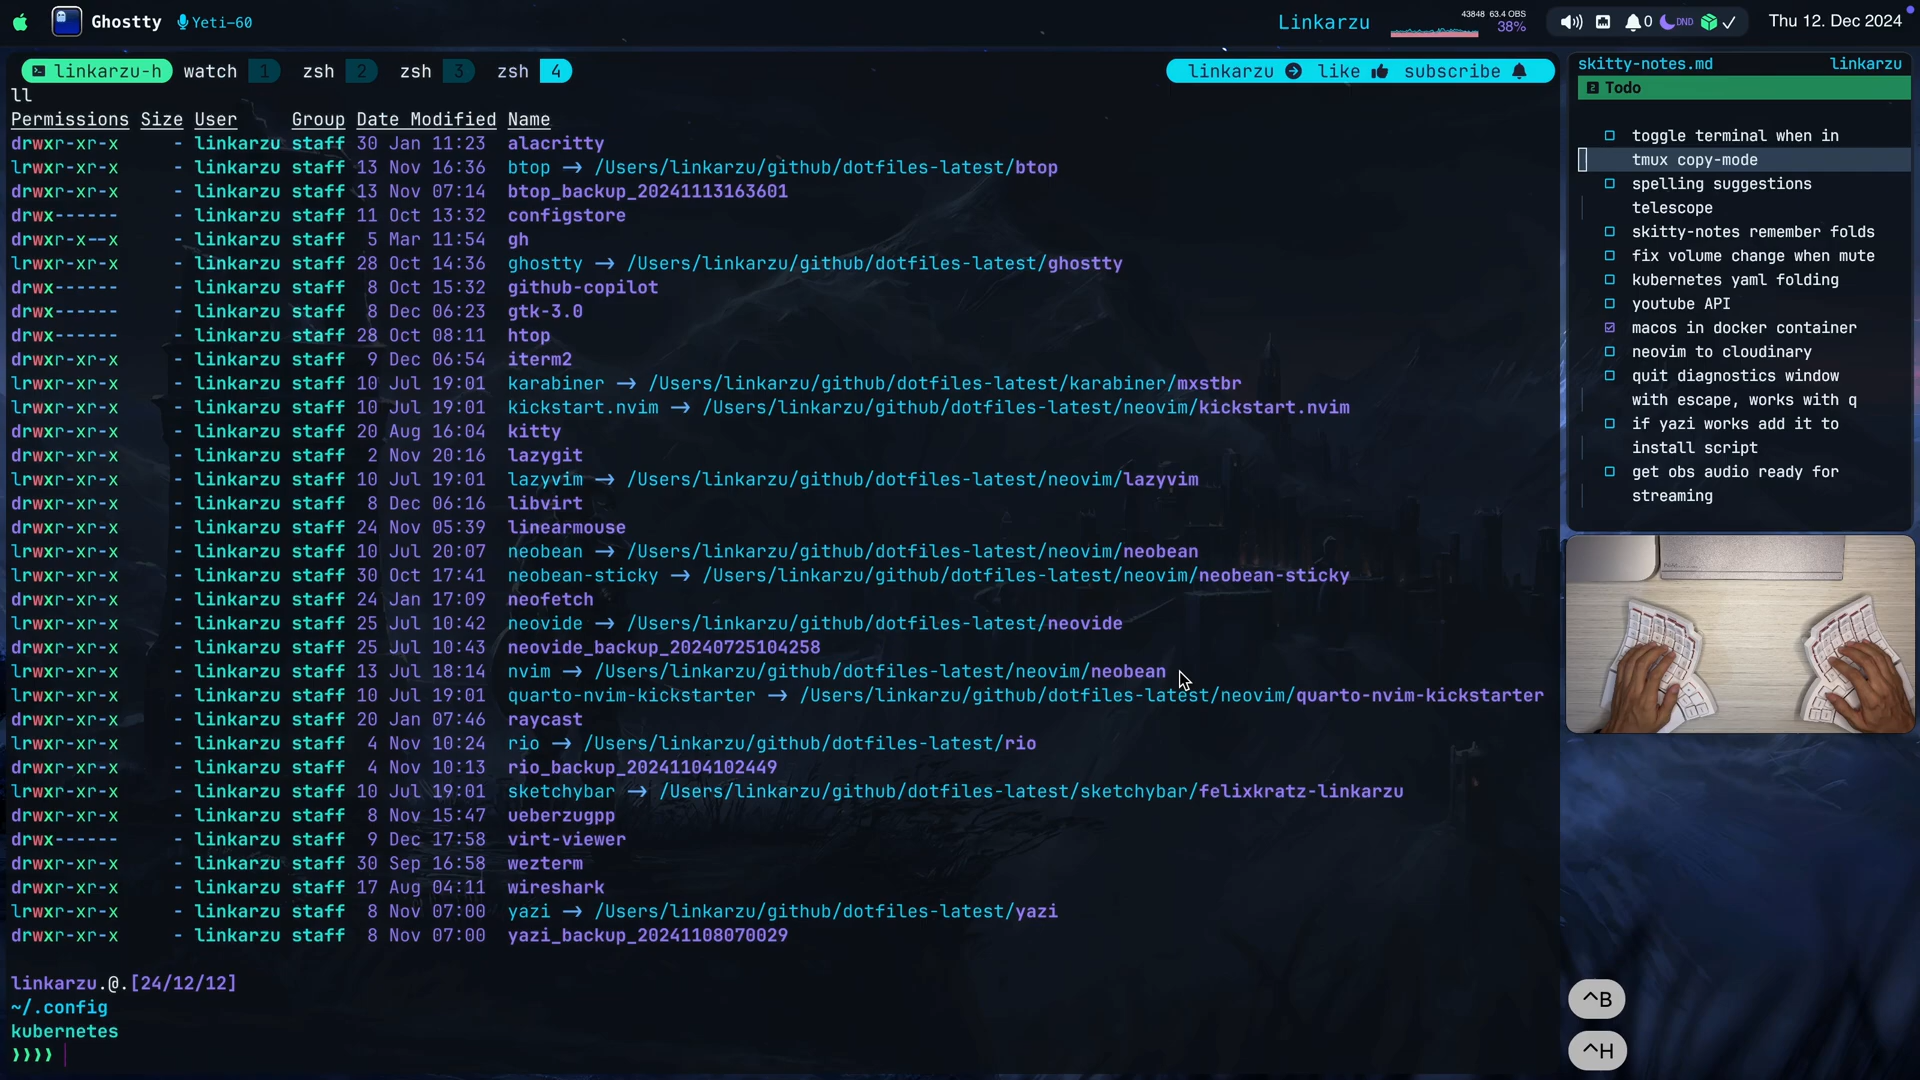 Ghostty Yeti-60 Linkarzu 43848 63.4 OBS 38% 0 DND Thu 12. Dec 2024
linkarzu-h watch 1 zsh 2 zsh 3 zsh 4 linkarzu like subscribe
ll
Permissions Size User Group Date Modified Name
drwxr-xr-x - linkarzu staff 30 Jan 11:23 alacritty
lrwxr-xr-x - linkarzu staff 13 Nov 16:36 btop → /Users/linkarzu/github/dotfiles-latest/btop
drwxr-xr-x - linkarzu staff 13 Nov 07:14 btop_backup_20241113163601
drwx------ - linkarzu staff 11 Oct 13:32 configstore
drwxr-x--x - linkarzu staff 5 Mar 11:54 gh
lrwxr-xr-x - linkarzu staff 28 Oct 14:36 ghostty → /Users/linkarzu/github/dotfiles-latest/ghostty
drwx------ - linkarzu staff 8 Oct 15:32 github-copilot
drwx------ - linkarzu staff 8 Dec 06:23 gtk-3.0
drwx------ - linkarzu staff 28 Oct 08:11 htop
drwxr-xr-x - linkarzu staff 9 Dec 06:54 iterm2
lrwxr-xr-x - linkarzu staff 10 Jul 19:01 karabiner → /Users/linkarzu/github/dotfiles-latest/karabiner/mxstbr
lrwxr-xr-x - linkarzu staff 10 Jul 19:01 kickstart.nvim → /Users/linkarzu/github/dotfiles-latest/neovim/kickstart.nvim
drwxr-xr-x - linkarzu staff 20 Aug 16:04 kitty
drwxr-xr-x - linkarzu staff 2 Nov 20:16 lazygit
lrwxr-xr-x - linkarzu staff 10 Jul 19:01 lazyvim → /Users/linkarzu/github/dotfiles-latest/neovim/lazyvim
drwxr-xr-x - linkarzu staff 8 Dec 06:16 libvirt
drwxr-xr-x - linkarzu staff 24 Nov 05:39 linearmouse
lrwxr-xr-x - linkarzu staff 10 Jul 20:07 neobean → /Users/linkarzu/github/dotfiles-latest/neovim/neobean
lrwxr-xr-x - linkarzu staff 30 Oct 17:41 neobean-sticky → /Users/linkarzu/github/dotfiles-latest/neovim/neobean-sticky
drwxr-xr-x - linkarzu staff 24 Jan 17:09 neofetch
lrwxr-xr-x - linkarzu staff 25 Jul 10:42 neovide → /Users/linkarzu/github/dotfiles-latest/neovide
drwxr-xr-x - linkarzu staff 25 Jul 10:43 neovide_backup_20240725104258
lrwxr-xr-x - linkarzu staff 13 Jul 18:14 nvim → /Users/linkarzu/github/dotfiles-latest/neovim/neobean
lrwxr-xr-x - linkarzu staff 10 Jul 19:01 quarto-nvim-kickstarter → /Users/linkarzu/github/dotfiles-latest/neovim/quarto-nvim-kickstarter
drwxr-xr-x - linkarzu staff 20 Jan 07:46 raycast
lrwxr-xr-x - linkarzu staff 4 Nov 10:24 rio → /Users/linkarzu/github/dotfiles-latest/rio
drwxr-xr-x - linkarzu staff 4 Nov 10:13 rio_backup_20241104102449
lrwxr-xr-x - linkarzu staff 10 Jul 19:01 sketchybar → /Users/linkarzu/github/dotfiles-latest/sketchybar/felixkratz-linkarzu
drwxr-xr-x - linkarzu staff 8 Nov 15:47 ueberzugpp
drwx------ - linkarzu staff 9 Dec 17:58 virt-viewer
drwxr-xr-x - linkarzu staff 30 Sep 16:58 wezterm
drwxr-xr-x - linkarzu staff 17 Aug 04:11 wireshark
lrwxr-xr-x - linkarzu staff 8 Nov 07:00 yazi → /Users/linkarzu/github/dotfiles-latest/yazi
drwxr-xr-x - linkarzu staff 8 Nov 07:00 yazi_backup_20241108070029
linkarzu.@.[24/12/12]
~/.config
kubernetes
❫❫❫❫
skitty-notes.md linkarzu
2 Todo
toggle terminal when in
tmux copy-mode
spelling suggestions
telescope
skitty-notes remember folds
fix volume change when mute
kubernetes yaml folding
youtube API
macos in docker container
neovim to cloudinary
quit diagnostics window
with escape, works with q
if yazi works add it to
install script
get obs audio ready for
streaming
^B
^H